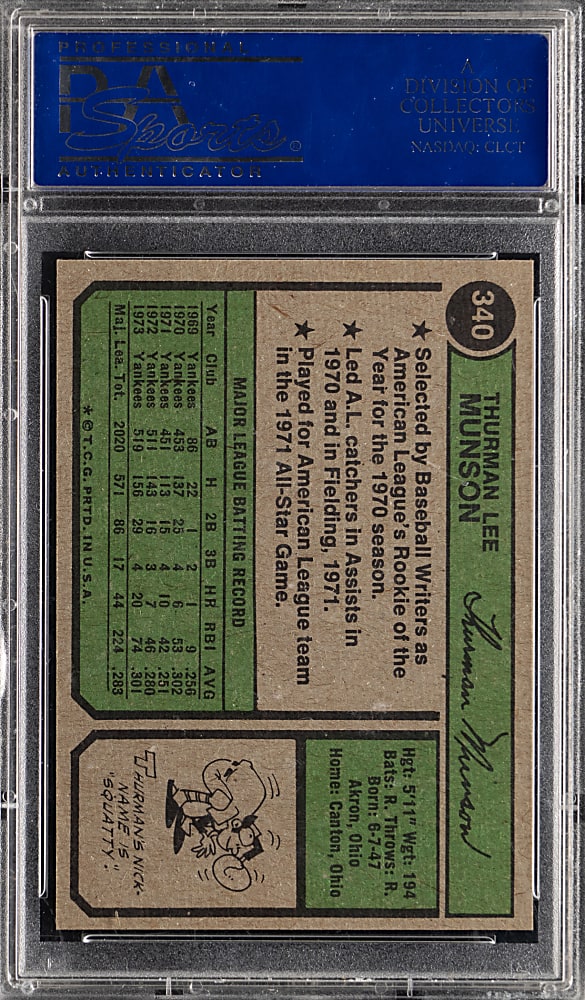 PROFESSIONAL
PSA
Sports®
AUTHENTICATOR
A
DIVISION OF
COLLECTORS
UNIVERSE
NASDAQ: CLCT
340
THURMAN LEE
MUNSON
Thurman Munson
★ Selected by Baseball Writers as
American League's Rookie of the
Year for the 1970 season.
★ Led A.L. catchers in Assists in
1970 and in Fielding, 1971.
★ Played for American League team
in the 1971 All-Star Game.
Hgt: 5'11" Wgt: 194
Bats: R. Throws: R.
Born: 6-7-47
Akron, Ohio
Home: Canton, Ohio
MAJOR LEAGUE BATTING RECORD
Year Club AB H 2B 3B HR RBI AVG
1969 Yankees 86 22 1 2 1 9 .256
1970 Yankees 453 137 25 4 6 53 .302
1971 Yankees 451 113 15 4 10 42 .251
1972 Yankees 511 143 16 3 7 46 .280
1973 Yankees 519 156 29 4 20 74 .301
Maj. Lea. Tot. 2020 571 86 17 44 224 .283
* © T.C.G. PRTD. IN U.S.A.
THURMAN'S NICK-
NAME IS
"SQUATTY".